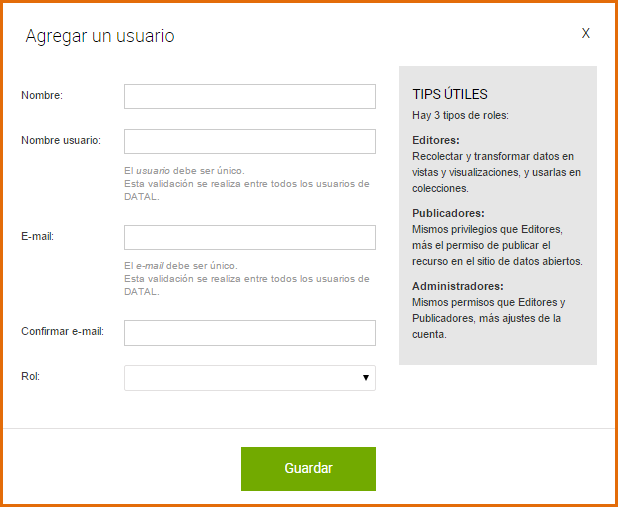 Agregar un usuario
X
Nombre:
Nombre usuario:
El usuario debe ser único.
Esta validación se realiza entre todos los usuarios de
DATAL.
E-mail:
El e-mail debe ser único.
Esta validación se realiza entre todos los usuarios de
DATAL.
Confirmar e-mail:
Rol:
TIPS ÚTILES
Hay 3 tipos de roles:
Editores:
Recolectar y transformar datos en
vistas y visualizaciones, y usarlas en
colecciones.
Publicadores:
Mismos privilegios que Editores,
más el permiso de publicar el
recurso en el sitio de datos abiertos.
Administradores:
Mismos permisos que Editores y
Publicadores, más ajustes de la
cuenta.
Guardar